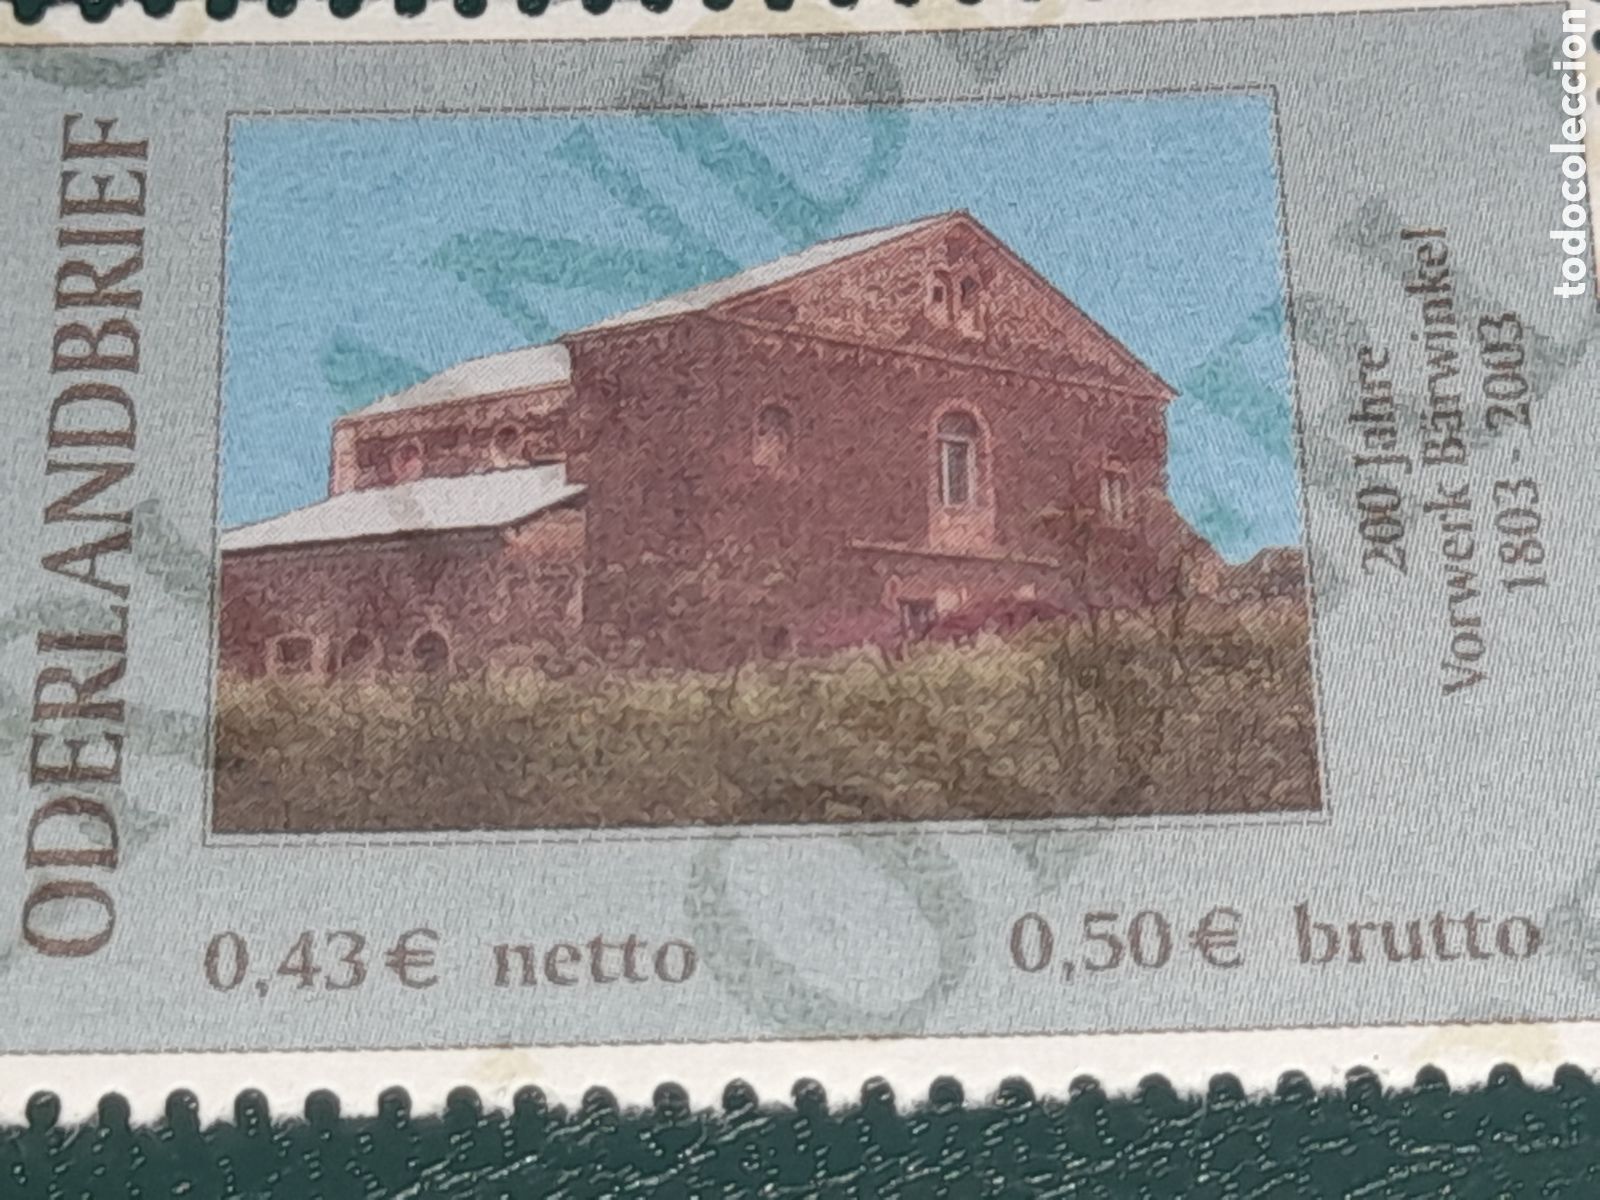 ODERLANDBRIEF
200 Jahre
Vorwerk Bärwinkel
1803 - 2003
0,43 € netto
0,50 € brutto
todocoleccion